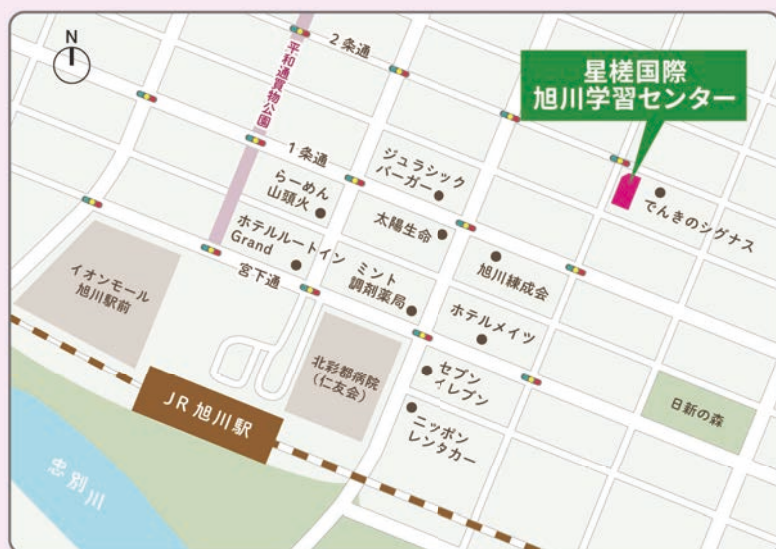 N
2条通
平和通買物公園
星槎国際
旭川学習センター
1条通
ジュラシック
バーガー
らーめん
山頭火
でんきのシグナス
太陽生命
ホテルルートイン
Grand
ミント
調剤薬局
旭川練成会
宮下通
イオンモール
旭川駅前
ホテルメイツ
北彩都病院
(仁友会)
セブン
イレブン
日新の森
JR旭川駅
ニッポン
レンタカー
忠別川